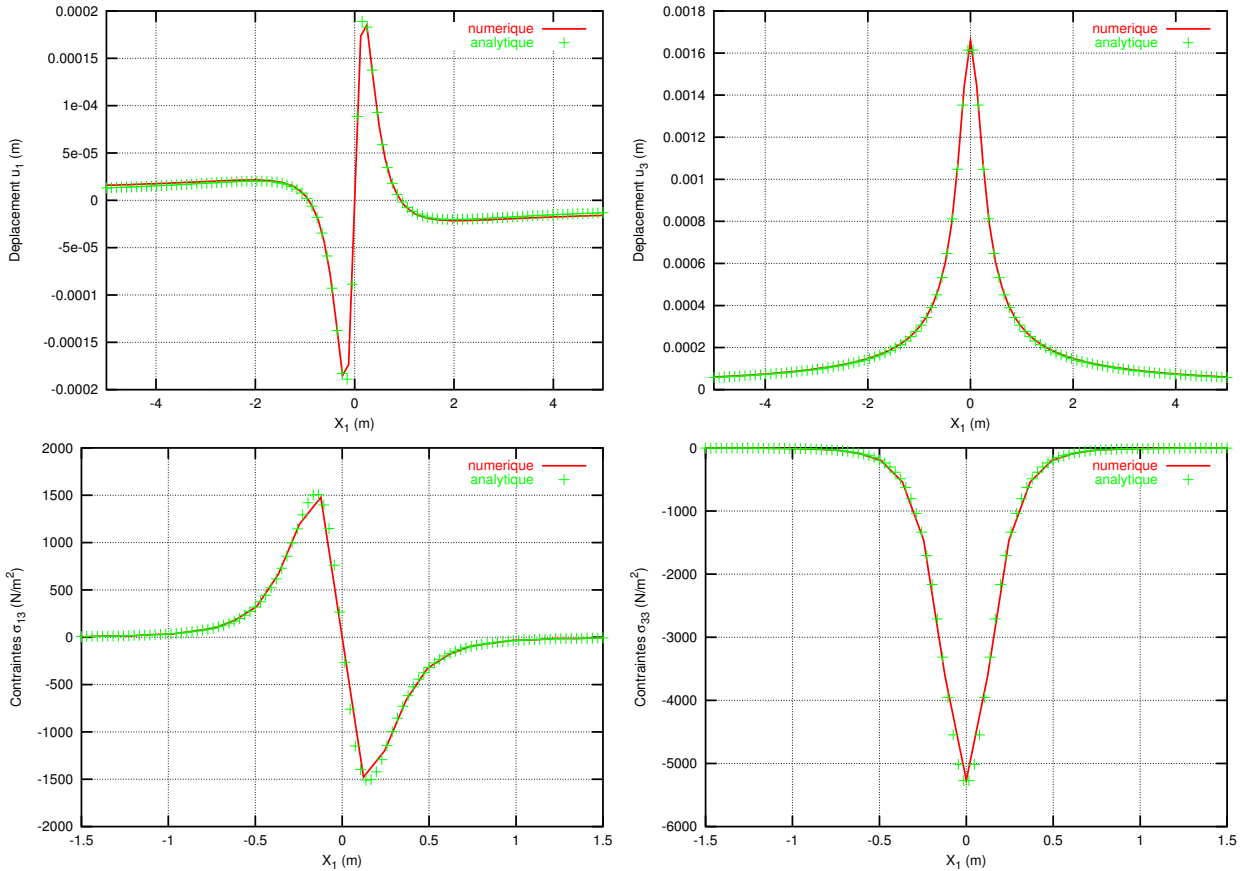 0.0002
0.00015
1e-04
5e-05
0
-5e-05
-0.0001
-0.00015
-0.0002
-4
-2
0
2
4
Deplacement u1 (m)
X1 (m)
numerique
analytique
0.0018
0.0016
0.0014
0.0012
0.001
0.0008
0.0006
0.0004
0.0002
0
-4
-2
0
2
4
Deplacement u3 (m)
X1 (m)
numerique
analytique
2000
1500
1000
500
0
-500
-1000
-1500
-2000
-1.5
-1
-0.5
0
0.5
1
1.5
Contraintes σ13 (N/m2)
X1 (m)
numerique
analytique
0
-1000
-2000
-3000
-4000
-5000
-6000
-1.5
-1
-0.5
0
0.5
1
1.5
Contraintes σ33 (N/m2)
X1 (m)
numerique
analytique